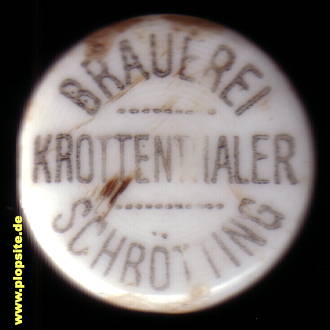 BRAUEREI
KROTTENTHALER
SCHRÖTTING
www.plopsite.de